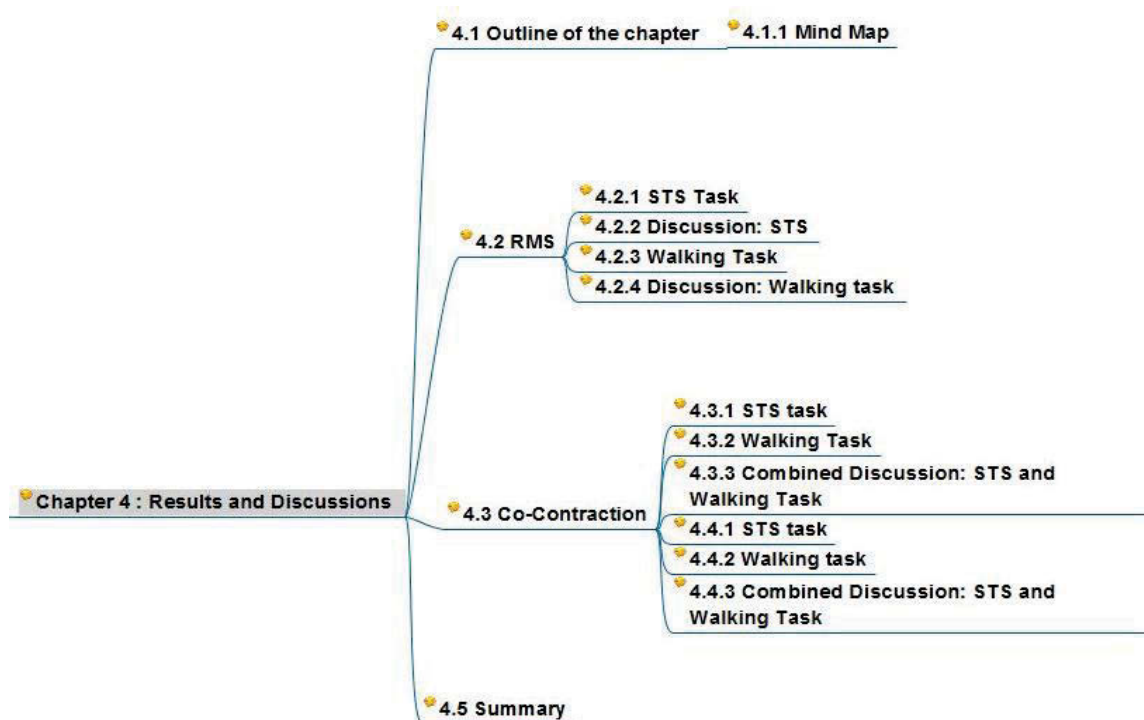 4.1 Outline of the chapter
4.1.1 Mind Map
4.2 RMS
4.2.1 STS Task
4.2.2 Discussion: STS
4.2.3 Walking Task
4.2.4 Discussion: Walking task
Chapter 4 : Results and Discussions
4.3 Co-Contraction
4.3.1 STS task
4.3.2 Walking Task
4.3.3 Combined Discussion: STS and
Walking Task
4.4.1 STS task
4.4.2 Walking task
4.4.3 Combined Discussion: STS and
Walking Task
4.5 Summary